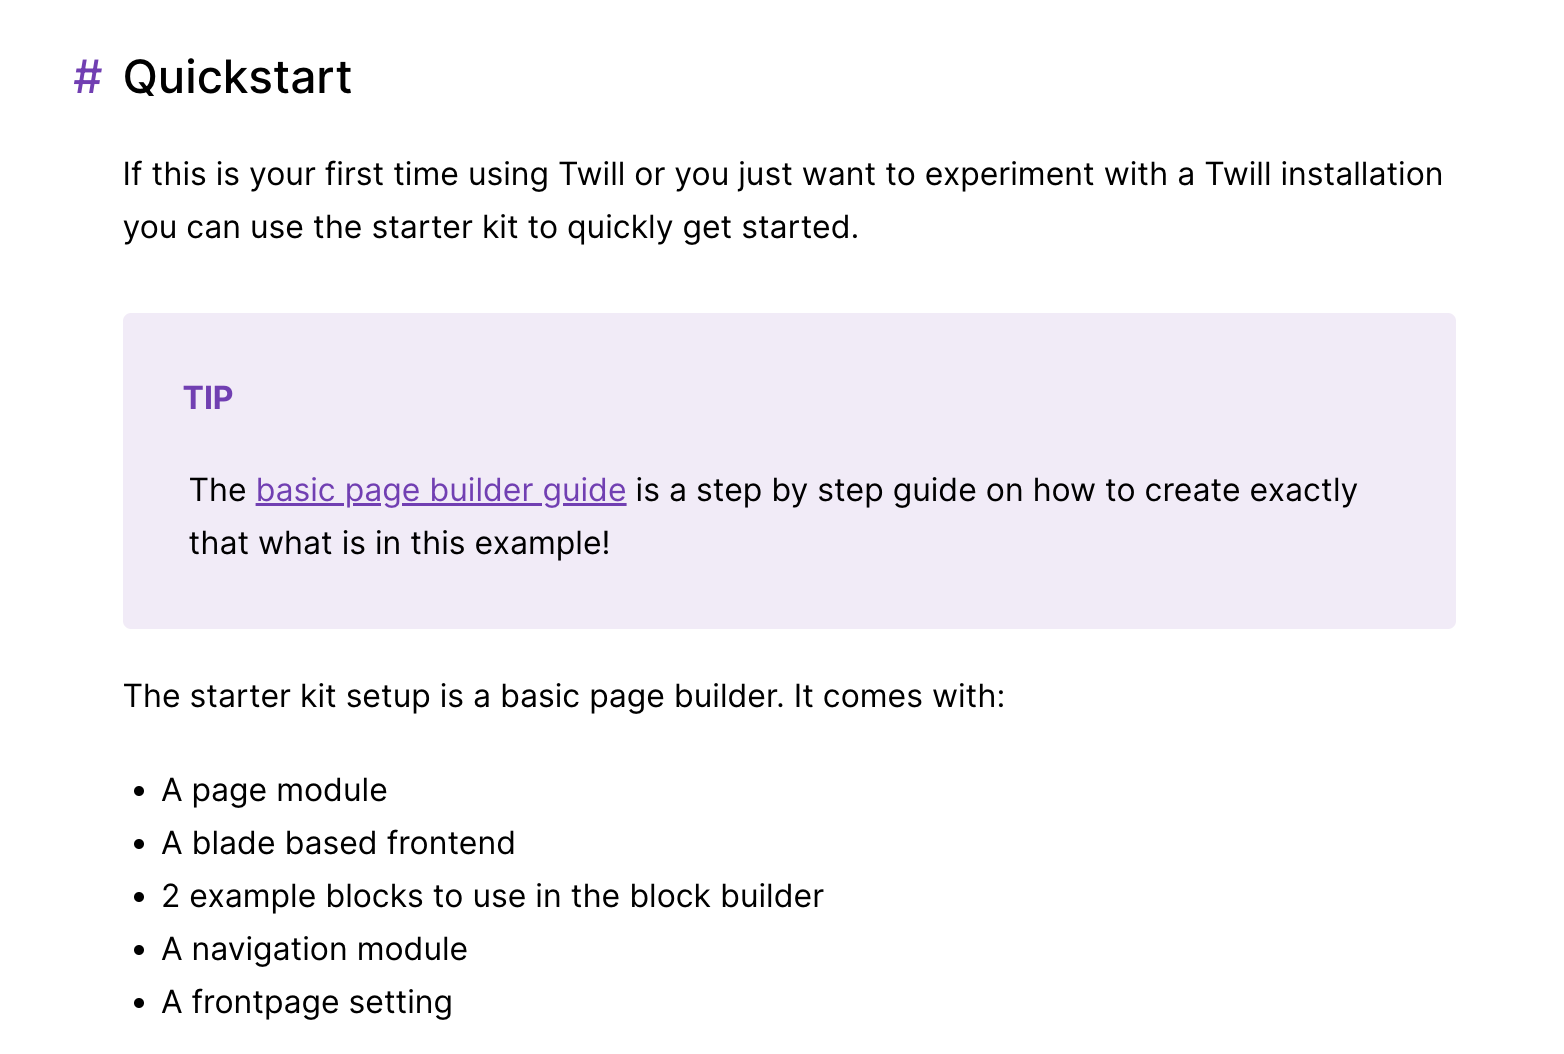 # Quickstart
If this is your first time using Twill or you just want to experiment with a Twill installation
you can use the starter kit to quickly get started.
TIP
The basic page builder guide is a step by step guide on how to create exactly
that what is in this example!
The starter kit setup is a basic page builder. It comes with:
• A page module
• A blade based frontend
• 2 example blocks to use in the block builder
• A navigation module
• A frontpage setting